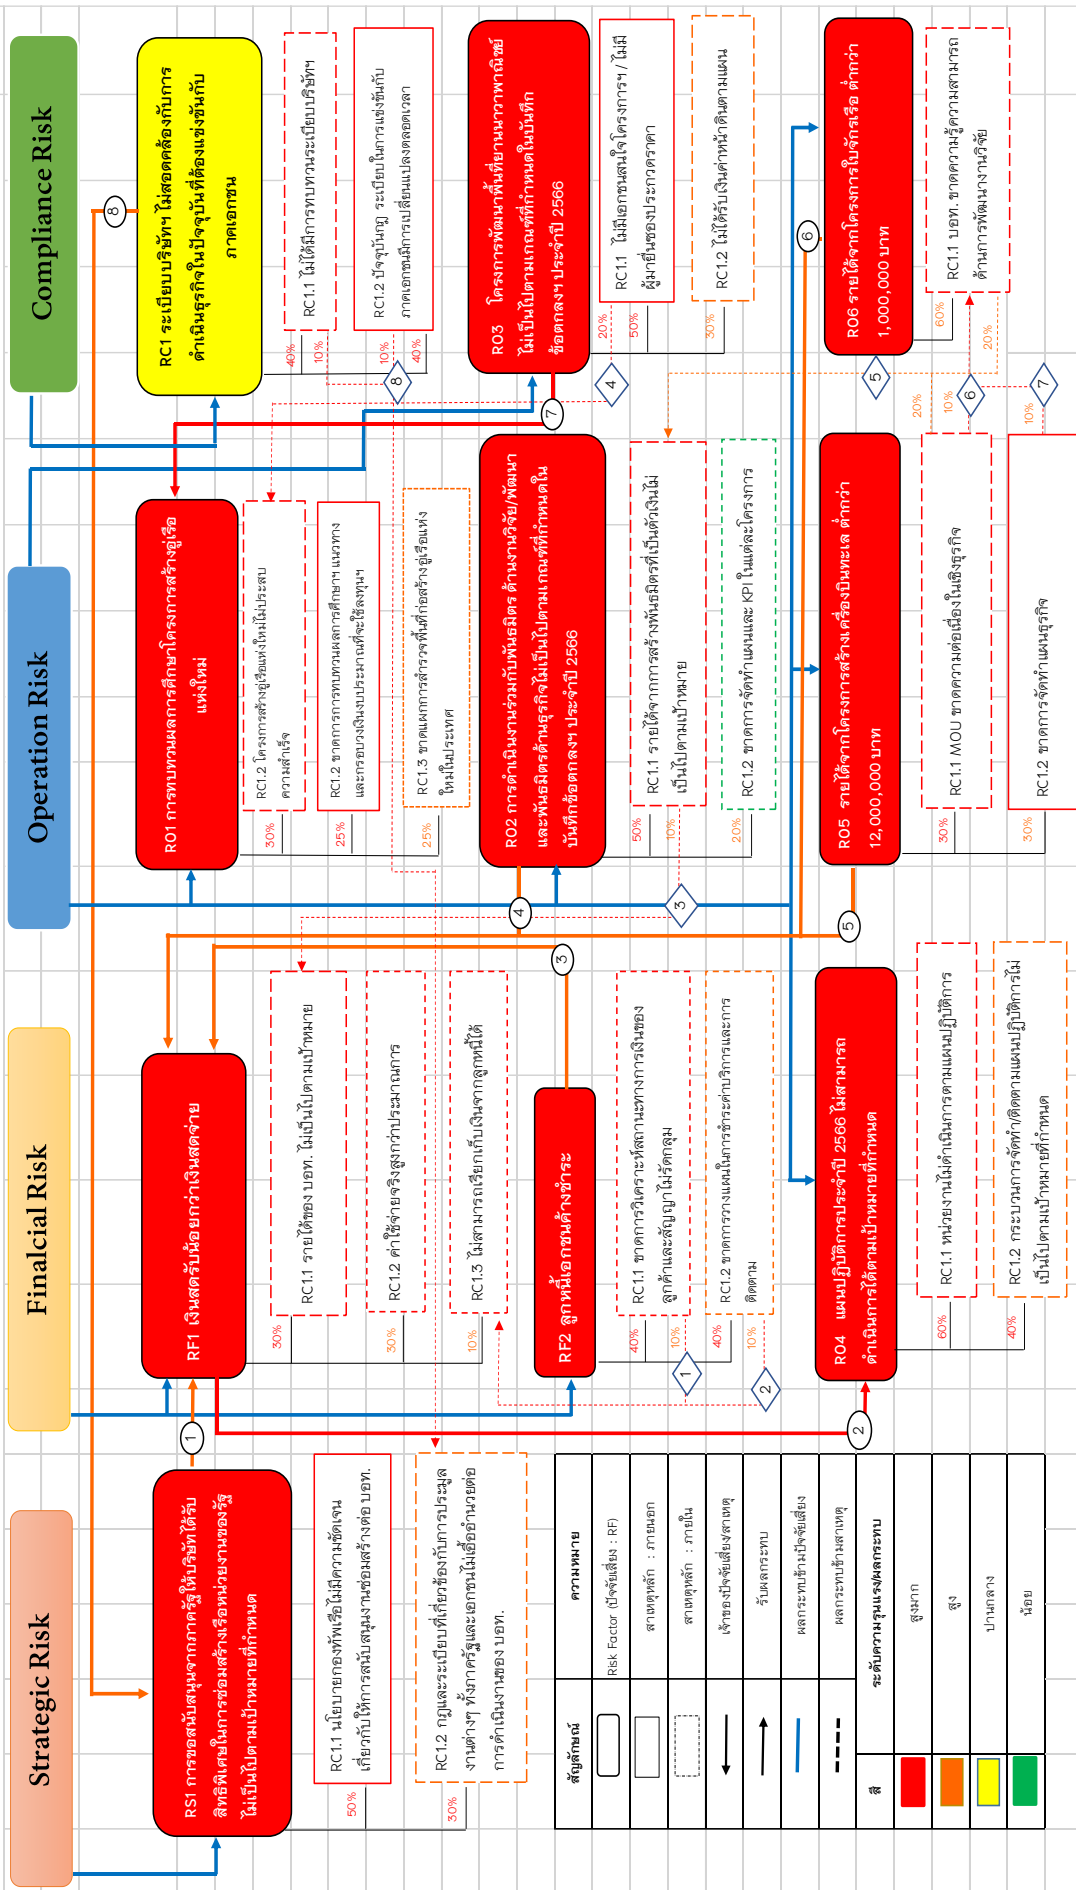 Strategic Risk
Finalcial Risk
Operation Risk
Compliance Risk
RS1 การขอสนับสนุนจากภาครัฐให้บริษัทได้รับ
สิทธิพิเศษในการซ่อมสร้างเรือหน่วยงานของรัฐ
ไม่เป็นไปตามเป้าหมายที่กำหนด
50%
RC1.1 นโยบายกองทัพเรือไม่มีความชัดเจน
เกี่ยวกับให้การสนับสนุนงานซ่อมสร้างต่อ บอท.
30%
RC1.2 กฎและระเบียบที่เกี่ยวข้องกับการประมูล
งานต่างๆ ทั้งภาครัฐและเอกชนไม่เอื้ออำนวยต่อ
การดำเนินงานของ บอท.
1
RF1 เงินสดรับน้อยกว่าเงินสดจ่าย
30%
RC1.1 รายได้ของ บอท. ไม่เป็นไปตามเป้าหมาย
30%
RC1.2 ค่าใช้จ่ายจริงสูงกว่าประมาณการ
10%
RC1.3 ไม่สามารถเรียกเก็บเงินจากลูกหนี้ได้
RF2 ลูกหนี้เอกชนค้างชำระ
3
40%
10%
RC1.1 ขาดการวิเคราะห์สถานะทางการเงินของ
ลูกค้าและสัญญาไม่รัดกลุม
1
40%
10%
RC1.2 ขาดการวางแผนในการชำระค่าบริการและการ
ติดตาม
2
2
RO4 แผนปฏิบัติการประจำปี 2566 ไม่สามารถ
ดำเนินการได้ตามเป้าหมายที่กำหนด
60%
RC1.1 หน่วยงานไม่ดำเนินการตามแผนปฏิบัติการ
40%
RC1.2 กระบวนการจัดทำ/ติดตามแผนปฏิบัติการไม่
เป็นไปตามเป้าหมายที่กำหนด
RO1 การทบทวนผลการศึกษาโครงการสร้างอู่เรือ
แห่งใหม่
30%
RC1.2 โครงการสร้างอู่เรือแห่งใหม่ไม่ประสบ
ความสำเร็จ
25%
RC1.2 ขาดการการทบทวนผลการศึกษาฯ แนวทาง
และกรอบวงเงินงบประมาณที่จะใช้ลงทุนฯ
25%
RC1.3 ขาดแผกการสำรวจพื้นที่ก่อสร้างอู่เรือแห่ง
ใหม่ในประเทศ
RO2 การดำเนินงานร่วมกับพันธมิตร ด้านงานวิจัย/พัฒนา
และพันธมิตรด้านธุรกิจไม่เป็นไปตามเกณฑ์ที่กำหนดใน
บันทึกข้อตกลงฯ ประจำปี 2566
4
50%
10%
RC1.1 รายได้จากการสร้างพันธมิตรที่เป็นตัวเงินไม่
เป็นไปตามเป้าหมาย
3
20%
RC1.2 ขาดการจัดทำแผนและ KPI ในแต่ละโครงการ
RO5 รายได้จากโครงการสร้างเครื่องบินทะเล ต่ำกว่า
12,000,000 บาท
5
30%
RC1.1 MOU ขาดความต่อเนื่องในเชิงธุรกิจ
20%
10%
6
30%
RC1.2 ขาดการจัดทำแผนธุรกิจ
10%
7
RC1 ระเบียบบริษัทฯ ไม่สอดคล้องกับการ
ดำเนินธุรกิจในปัจจุบันที่ต้องแข่งขันกับ
ภาคเอกชน
8
40%
10%
RC1.1 ไม่ได้มีการทบทวนระเบียบบริษัทฯ
10%
40%
RC1.2 ปัจจุบันกฎ ระเบียบในการแข่งขันกับ
ภาคเอกชนมีการเปลี่ยนแปลงตลอดเวลา
8
RO3 โครงการพัฒนาพื้นที่ยานนาวาพาณิชย์
ไม่เป็นไปตามเกณฑ์ที่กำหนดในบันทึก
ข้อตกลงฯ ประจำปี 2566
7
20%
50%
RC1.1 ไม่มีเอกชนสนใจโครงการฯ / ไม่มี
ผู้มายื่นซองประกวดราคา
4
30%
RC1.2 ไม่ได้รับเงินค่าหน้าดินตามแผน
RO6 รายได้จากโครงการใบจักรเรือ ต่ำกว่า
1,000,000 บาท
6
5
60%
20%
RC1.1 บอท. ขาดความรู้ความสามารถ
ด้านการพัฒนางานวิจัย
สัญลักษณ์ ความหมาย
Risk Factor (ปัจจัยเสี่ยง : RF)
สาเหตุหลัก : ภายนอก
สาเหตุหลัก : ภายใน
เจ้าของปัจจัยเสี่ยง/สาเหตุ
รับผลกระทบ
ผลกระทบข้ามปัจจัยเสี่ยง
ผลกระทบข้ามสาเหตุ
สี ระดับความรุนแรง/ผลกระทบ
สูงมาก
สูง
ปานกลาง
น้อย